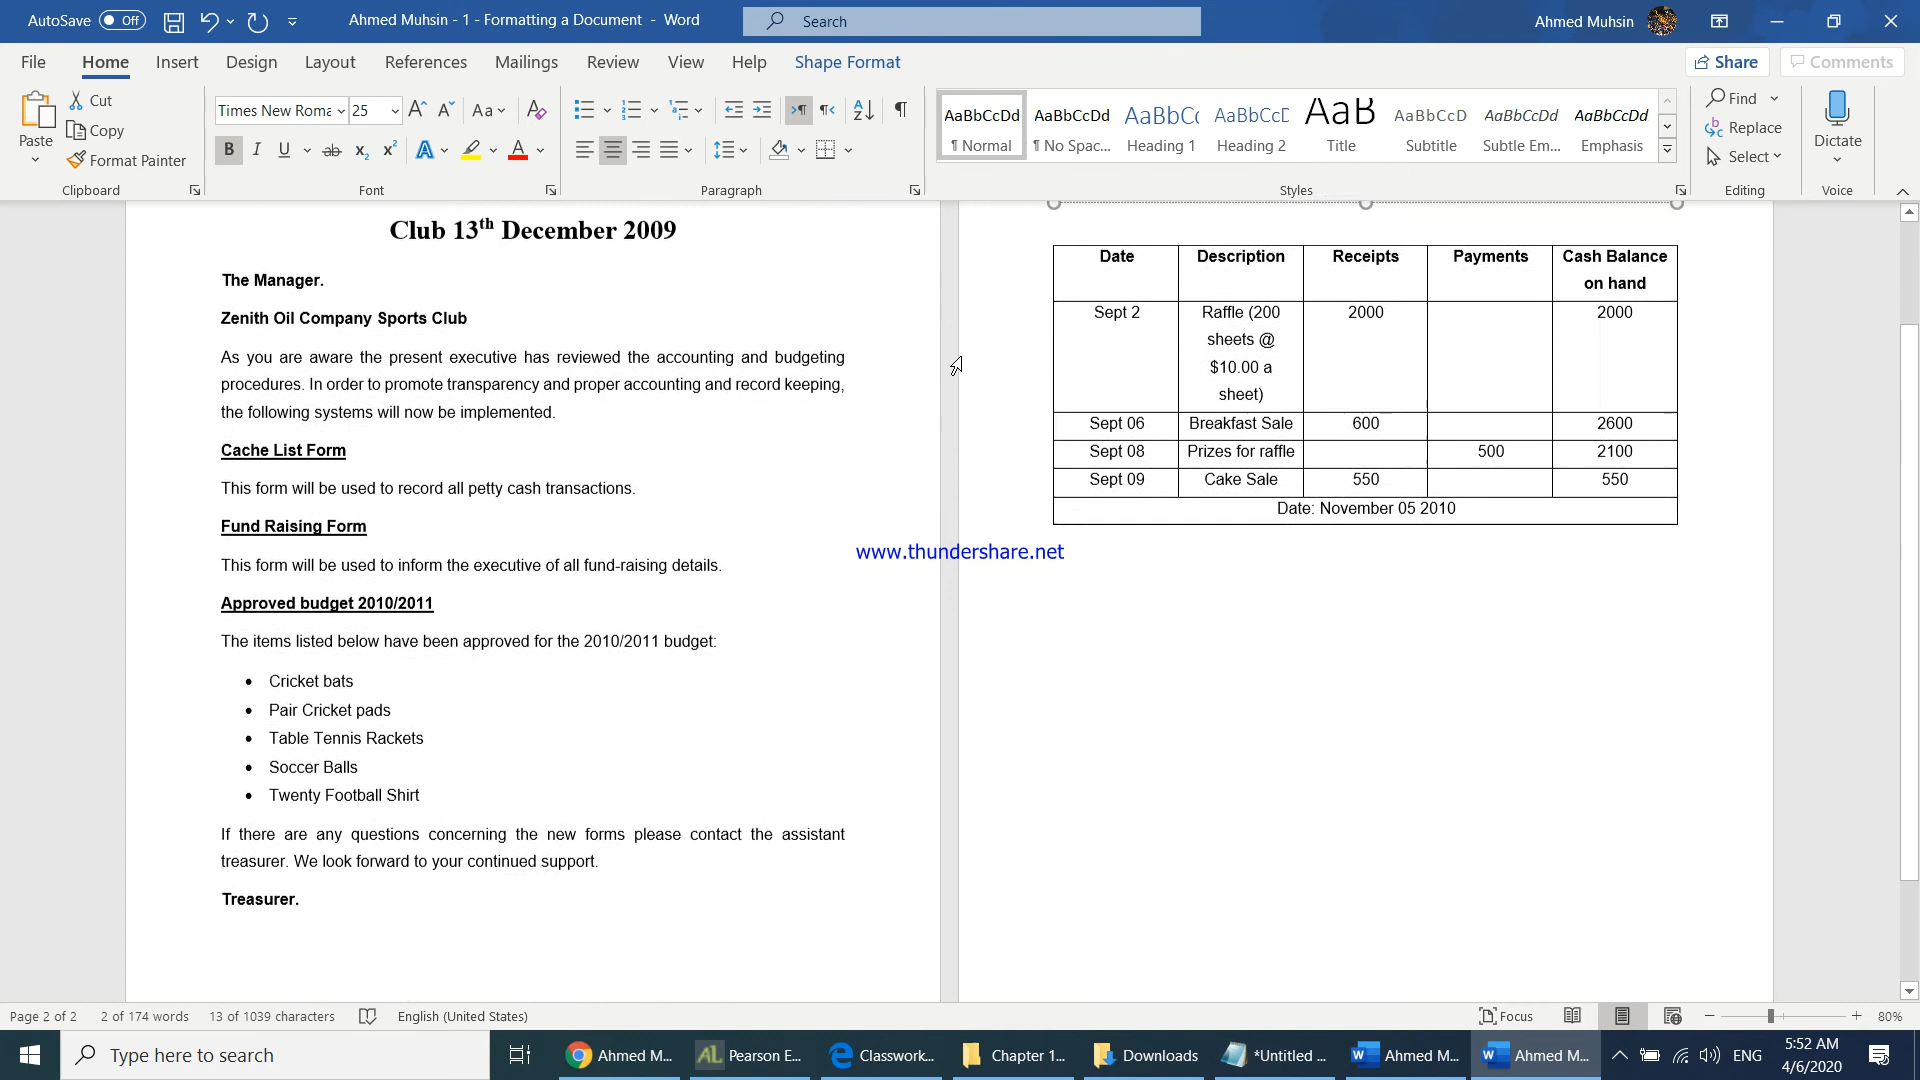 AutoSave Off Ahmed Muhsin - 1 - Formatting a Document - Word Search Ahmed Muhsin
File Home Insert Design Layout References Mailings Review View Help Shape Format Share Comments
Paste Cut Copy Format Painter
Times New Roma 25 Aa
B I U ab x2 x2 A A
AaBbCcDd AaBbCcDd AaBbC AaBbCcD AaB AaBbCcD AaBbCcDd AaBbCcDd
¶ Normal ¶ No Spac... Heading 1 Heading 2 Title Subtitle Subtle Em... Emphasis
Find Replace Select Dictate
Clipboard Font Paragraph Styles Editing Voice
Club 13th December 2009
The Manager.
Zenith Oil Company Sports Club
As you are aware the present executive has reviewed the accounting and budgeting
procedures. In order to promote transparency and proper accounting and record keeping,
the following systems will now be implemented.
Cache List Form
This form will be used to record all petty cash transactions.
Fund Raising Form
This form will be used to inform the executive of all fund-raising details.
Approved budget 2010/2011
The items listed below have been approved for the 2010/2011 budget:
• Cricket bats
• Pair Cricket pads
• Table Tennis Rackets
• Soccer Balls
• Twenty Football Shirt
If there are any questions concerning the new forms please contact the assistant
treasurer. We look forward to your continued support.
Treasurer.
Date Description Receipts Payments Cash Balance
on hand
Sept 2 Raffle (200 2000 2000
sheets @
$10.00 a
sheet)
Sept 06 Breakfast Sale 600 2600
Sept 08 Prizes for raffle 500 2100
Sept 09 Cake Sale 550 550
Date: November 05 2010
www.thundershare.net
Page 2 of 2 2 of 174 words 13 of 1039 characters English (United States) Focus 80%
Type here to search Ahmed M... Pearson E... Classwork... Chapter 1... Downloads *Untitled ... Ahmed M... Ahmed M... ENG 5:52 AM
4/6/2020